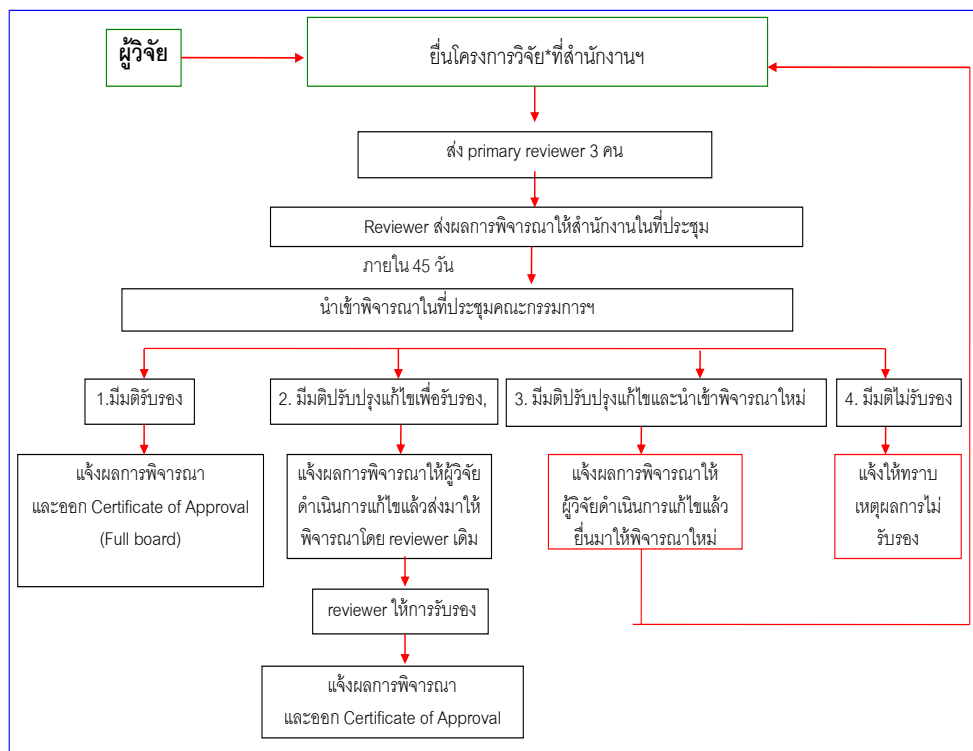 ผู้วิจัย
ยื่นโครงการวิจัย*ที่สำนักงานฯ
ส่ง primary reviewer 3 คน
Reviewer ส่งผลการพิจารณาให้สำนักงานในที่ประชุม
ภายใน 45 วัน
นำเข้าพิจารณาในที่ประชุมคณะกรรมการฯ
1.มีมติรับรอง
2. มีมติปรับปรุงแก้ไขเพื่อรับรอง,
3. มีมติปรับปรุงแก้ไขและนำเข้าพิจารณาใหม่
4. มีมติไม่รับรอง
แจ้งผลการพิจารณา
และออก Certificate of Approval
(Full board)
แจ้งผลการพิจารณาให้ผู้วิจัย
ดำเนินการแก้ไขแล้วส่งมาให้
พิจารณาโดย reviewer เดิม
แจ้งผลการพิจารณาให้
ผู้วิจัยดำเนินการแก้ไขแล้ว
ยื่นมาให้พิจารณาใหม่
แจ้งให้ทราบ
เหตุผลการไม่
รับรอง
reviewer ให้การรับรอง
แจ้งผลการพิจารณา
และออก Certificate of Approval